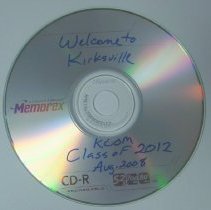 Welcome to
Kirksville
Memorex
KCOM
Class of 2012
Aug. 2008
CD-R